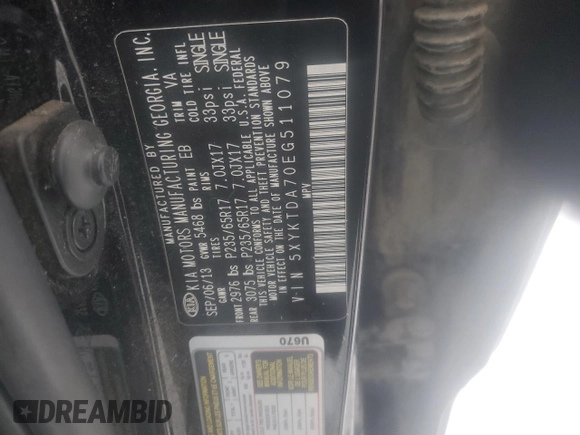 MANUFACTURED BY
KIA MOTORS MANUFACTURING GEORGIA, INC.
SEP/06/13 GVWR 5468 lbs PAINT EB TRIM VA
GAWR TIRES RIMS COLD TIRE INFL
FRONT 2976 lbs P235/65R17 7.0JX17 33psi SINGLE
REAR 3075 lbs P235/65R17 7.0JX17 33psi SINGLE
THIS VEHICLE CONFORMS TO ALL APPLICABLE U.S.A. FEDERAL
MOTOR VEHICLE SAFETY AND THEFT PREVENTION STANDARDS
IN EFFECT ON THE DATE OF MANUFACTURE SHOWN ABOVE
V·I N 5XYKTDA70EG511079
MPV
U670
DREAMBID